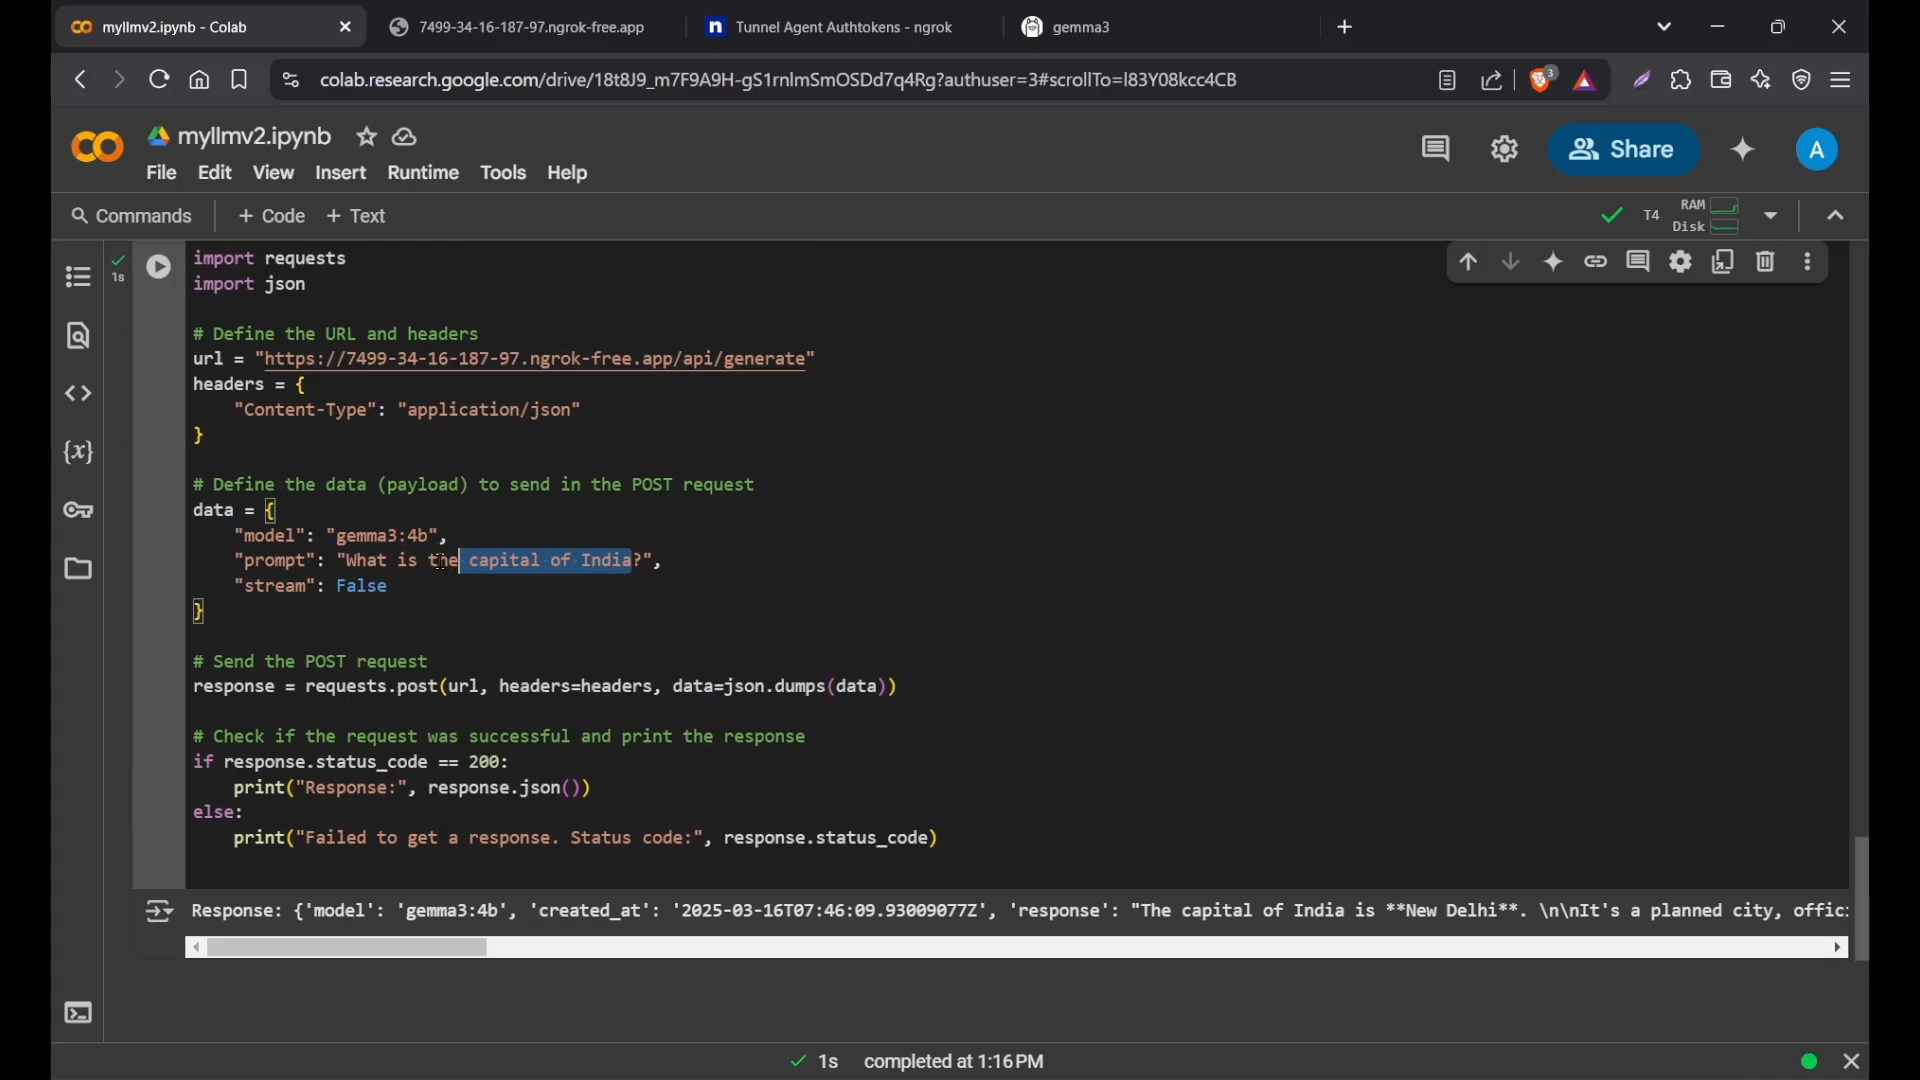 myllmv2.ipynb - Colab
7499-34-16-187-97.ngrok-free.app
n Tunnel Agent Authtokens - ngrok
gemma3
colab.research.google.com/drive/18t8J9_m7F9A9H-gS1rnlmSmOSDd7q4Rg?authuser=3#scrollTo=l83Y08kcc4CB
3
myllmv2.ipynb
Share
A
File Edit View Insert Runtime Tools Help
Commands + Code + Text
T4 RAM Disk
1s
import requests
import json
# Define the URL and headers
url = "https://7499-34-16-187-97.ngrok-free.app/api/generate"
headers = {
    "Content-Type": "application/json"
}
# Define the data (payload) to send in the POST request
data = {
    "model": "gemma3:4b",
    "prompt": "What is the capital of India?",
    "stream": False
}
# Send the POST request
response = requests.post(url, headers=headers, data=json.dumps(data))
# Check if the request was successful and print the response
if response.status_code == 200:
    print("Response:", response.json())
else:
    print("Failed to get a response. Status code:", response.status_code)
Response: {'model': 'gemma3:4b', 'created_at': '2025-03-16T07:46:09.93009077Z', 'response': "The capital of India is **New Delhi**. \n\nIt's a planned city, offic
1s completed at 1:16 PM